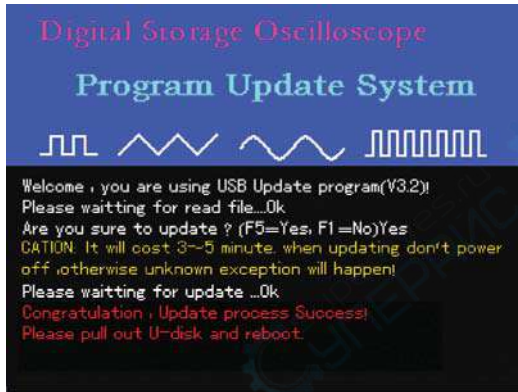 Digital Storage Oscilloscope
Program Update System
Welcome , you are using USB Update program(V3.2)!
Please waitting for read file....Ok
Are you sure to update ? (F5=Yes, F1=No)Yes
CATION: It will cost 3~5 minute, when updating don't power
off ,otherwise unknown exception will happen!
Please waitting for update ...Ok
Congratulation , Update process Success!
Please pull out U-disk and reboot.